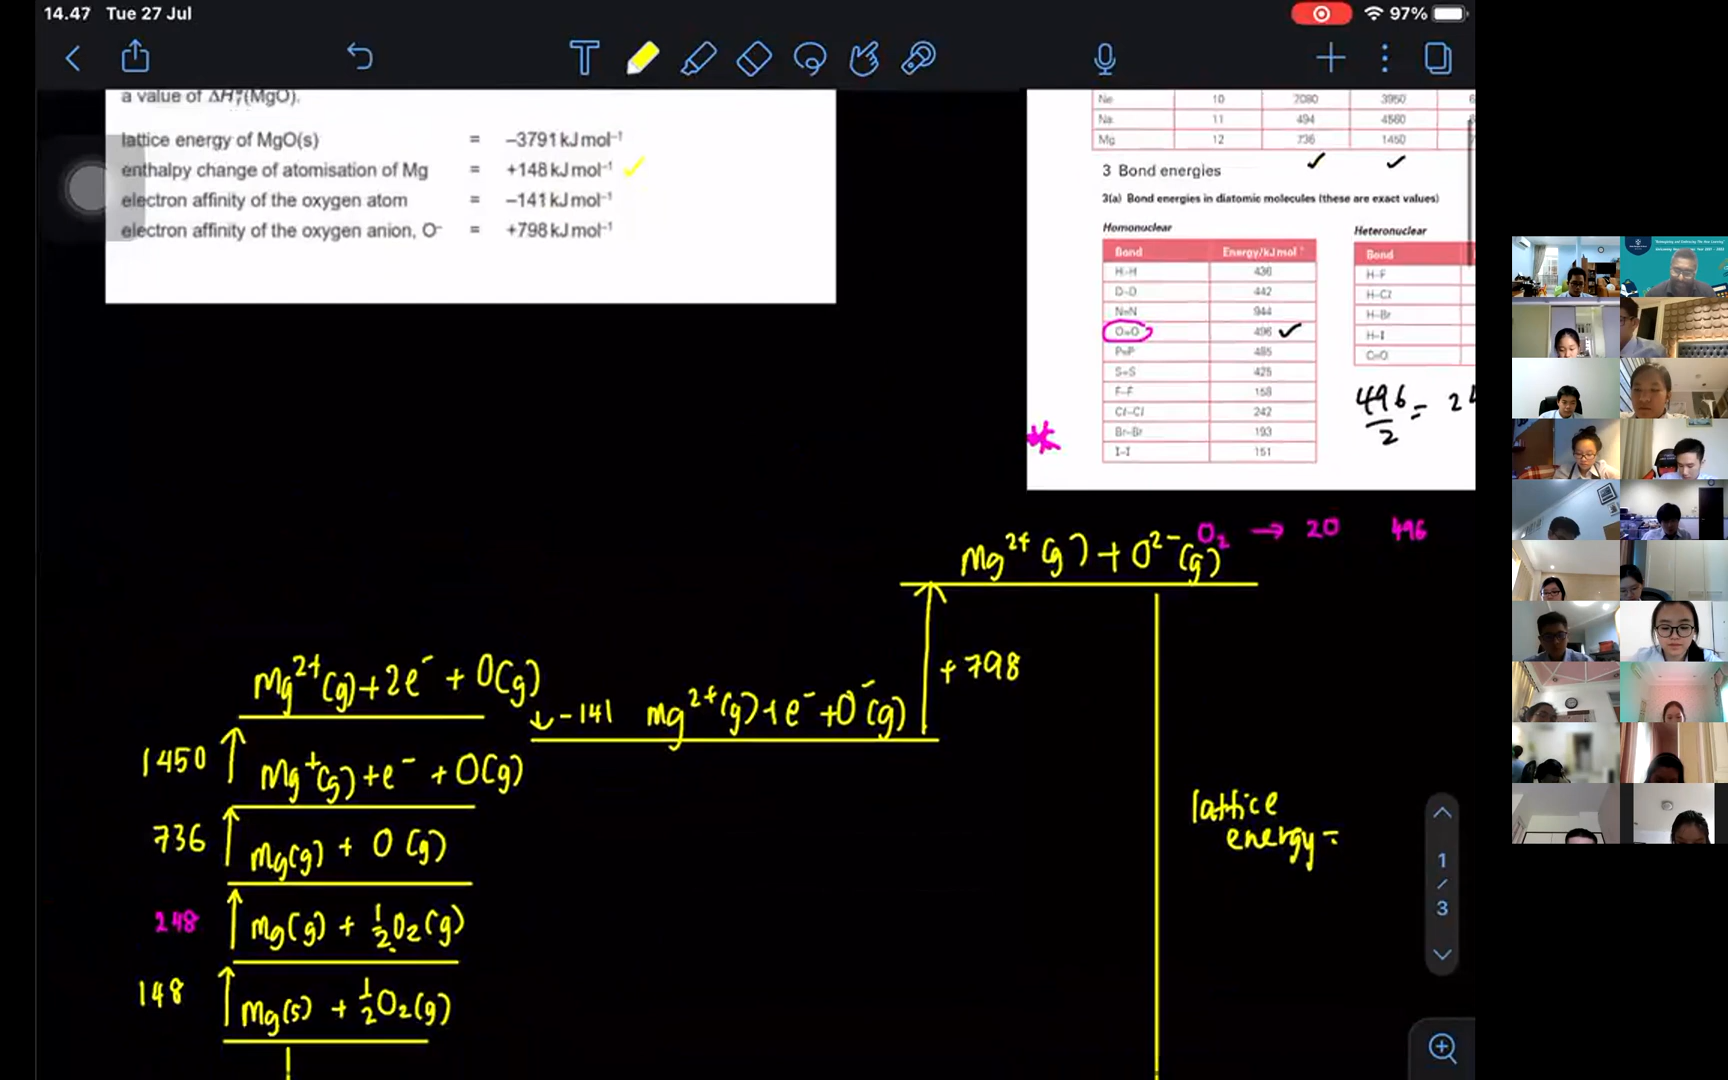 14.47 Tue 27 Jul
97%
a value of ΔH°f(MgO).
lattice energy of MgO(s) = –3791 kJ mol⁻¹
enthalpy change of atomisation of Mg = +148 kJ mol⁻¹ ✓
electron affinity of the oxygen atom = –141 kJ mol⁻¹
electron affinity of the oxygen anion, O⁻ = +798 kJ mol⁻¹
Ne 10 2080 3950 6
Na 11 494 4560
Mg 12 736 1450
✓ ✓
3 Bond energies
3(a) Bond energies in diatomic molecules (these are exact values)
Homonuclear
Bond Energy/kJ mol⁻¹
H–H 436
D–D 442
N≡N 944
O=O 496 ✓
P≡P 485
S=S 425
F–F 158
Cl–Cl 242
Br–Br 193
I–I 151
Heteronuclear
Bond
H–F
H–Cl
H–Br
H–I
C≡O
496/2 = 24
O₂ → 2O 496
Mg²⁺(g) + O²⁻(g)
+798
Mg²⁺(g) + 2e⁻ + O(g)
↓ -141 Mg²⁺(g) + e⁻ + O⁻(g)
1450 Mg⁺(g) + e⁻ + O(g)
lattice
energy =
736 Mg(g) + O(g)
248 Mg(g) + ½O₂(g)
148 Mg(s) + ½O₂(g)
1
/
3